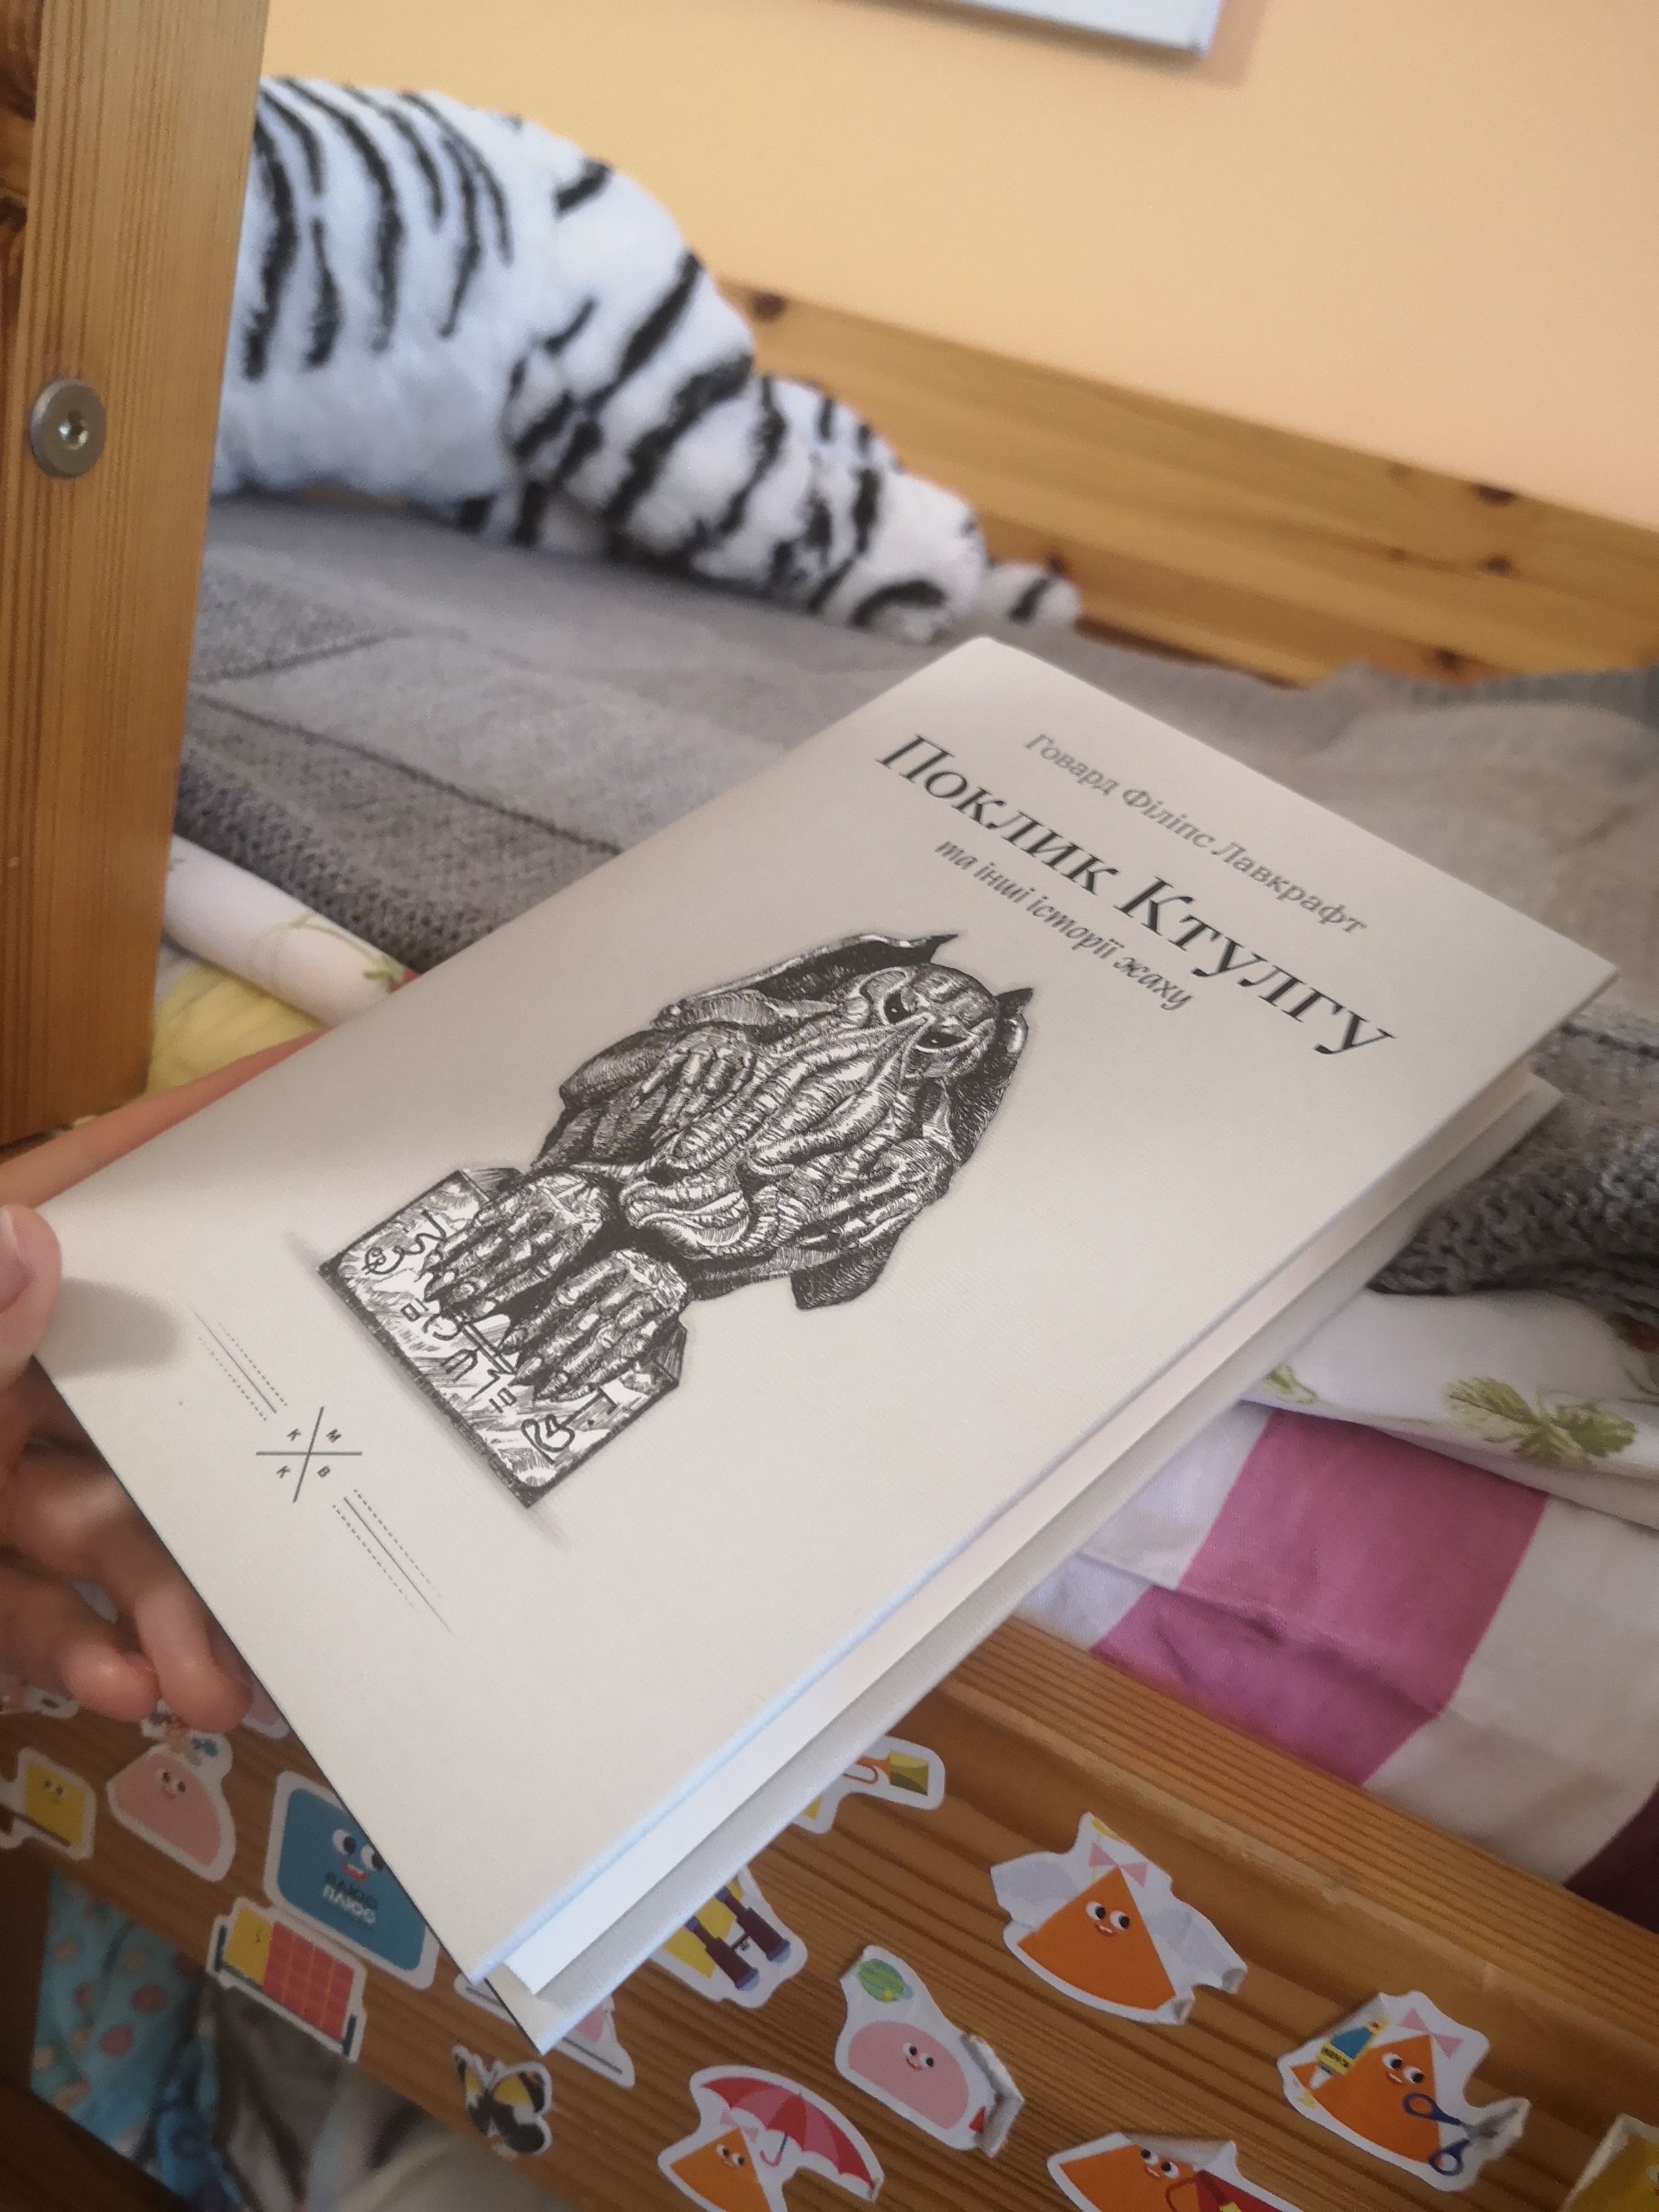 Говард Філіпс Лавкрафт
Поклик Ктулгу
та інші історії жаху
К М
К В
ПЛЮС
ПЛЮС